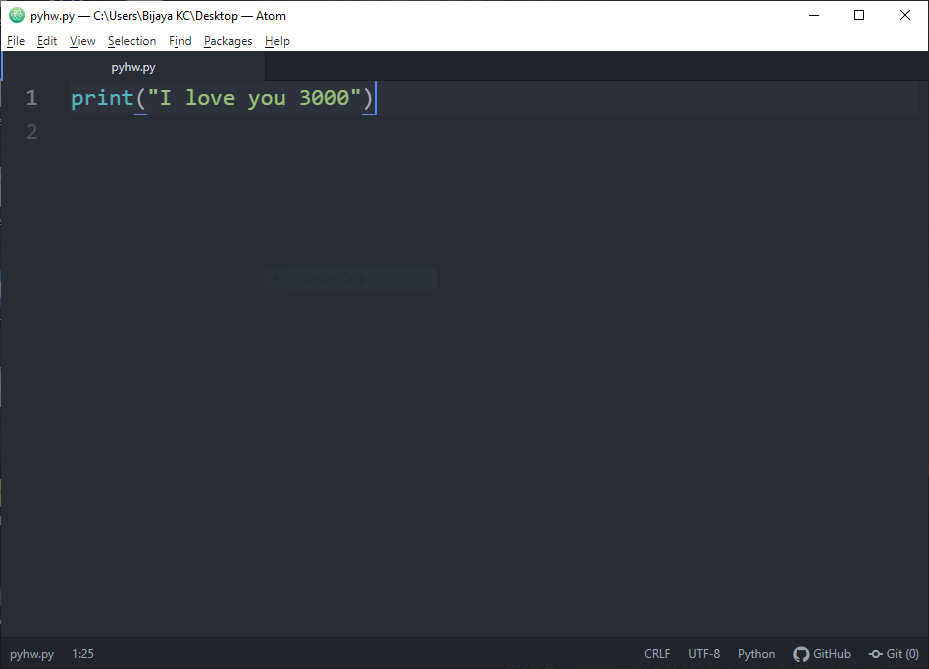 pyhw.py — C:\Users\Bijaya KC\Desktop — Atom
File Edit View Selection Find Packages Help
pyhw.py
1 print("I love you 3000")
2
pyhw.py 1:25 CRLF UTF-8 Python GitHub Git (0)